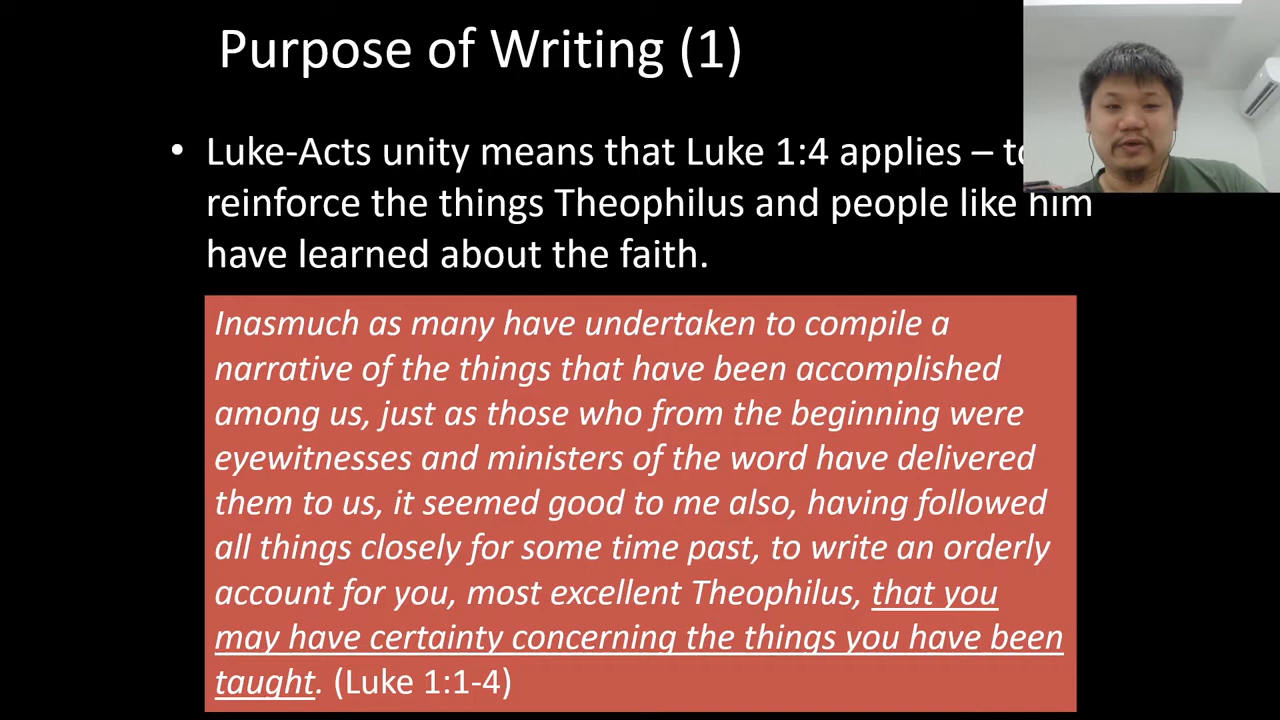 Purpose of Writing (1)
• Luke-Acts unity means that Luke 1:4 applies – to
reinforce the things Theophilus and people like him
have learned about the faith.
Inasmuch as many have undertaken to compile a
narrative of the things that have been accomplished
among us, just as those who from the beginning were
eyewitnesses and ministers of the word have delivered
them to us, it seemed good to me also, having followed
all things closely for some time past, to write an orderly
account for you, most excellent Theophilus, that you
may have certainty concerning the things you have been
taught. (Luke 1:1-4)